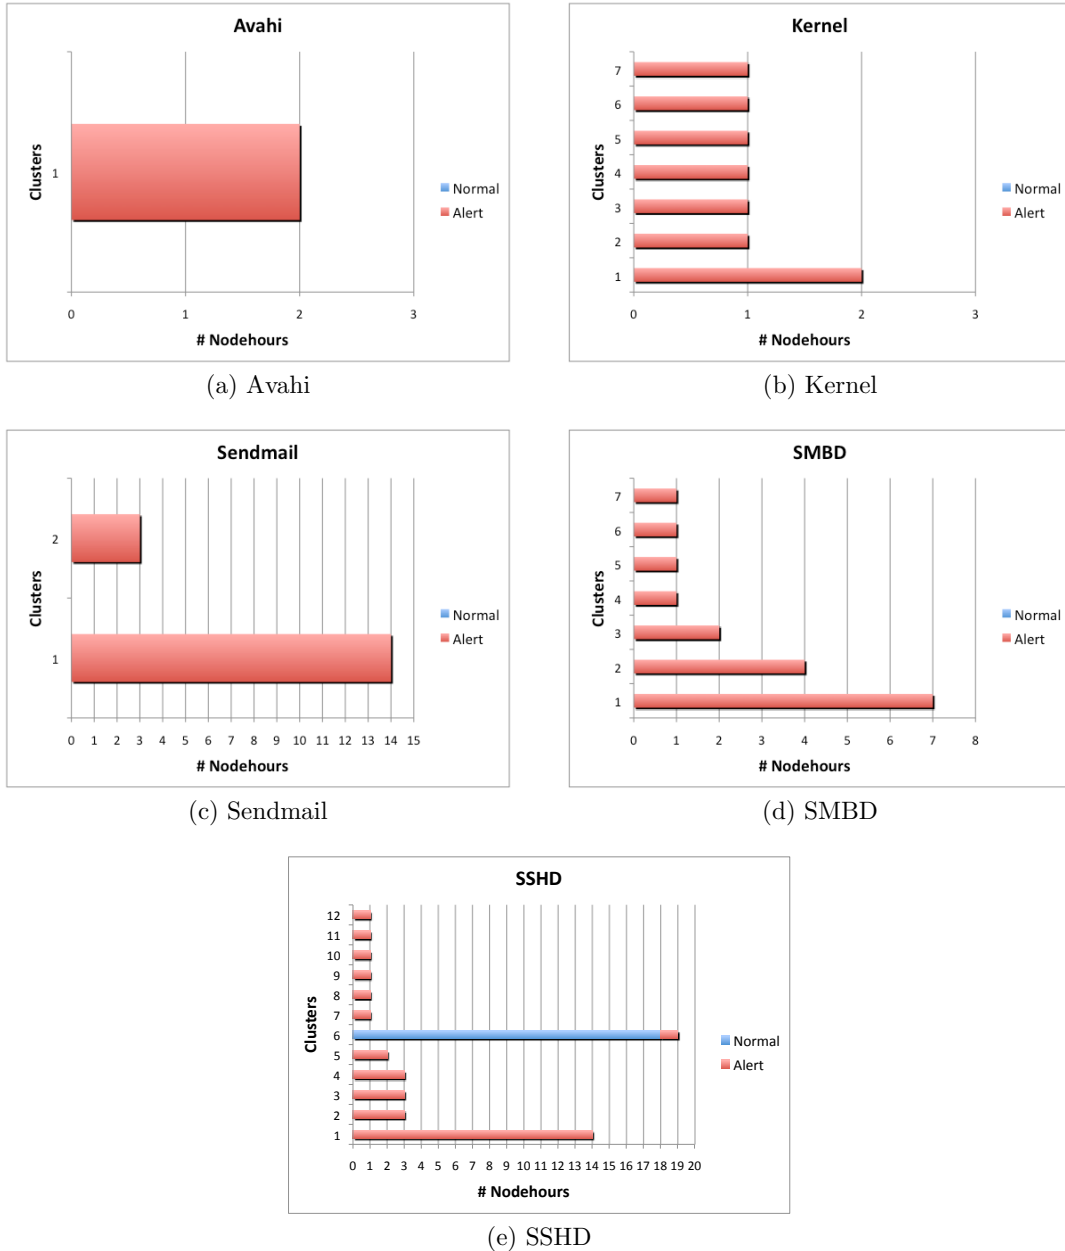 Avahi
Clusters
1
0 1 2 3
# Nodehours
Normal
Alert
(a) Avahi
Kernel
Clusters
7
6
5
4
3
2
1
0 1 2 3
# Nodehours
Normal
Alert
(b) Kernel
Sendmail
Clusters
2
1
0 1 2 3 4 5 6 7 8 9 10 11 12 13 14 15
# Nodehours
Normal
Alert
(c) Sendmail
SMBD
Clusters
7
6
5
4
3
2
1
0 1 2 3 4 5 6 7 8
# Nodehours
Normal
Alert
(d) SMBD
SSHD
Clusters
12
11
10
9
8
7
6
5
4
3
2
1
0 1 2 3 4 5 6 7 8 9 10 11 12 13 14 15 16 17 18 19 20
# Nodehours
Normal
Alert
(e) SSHD